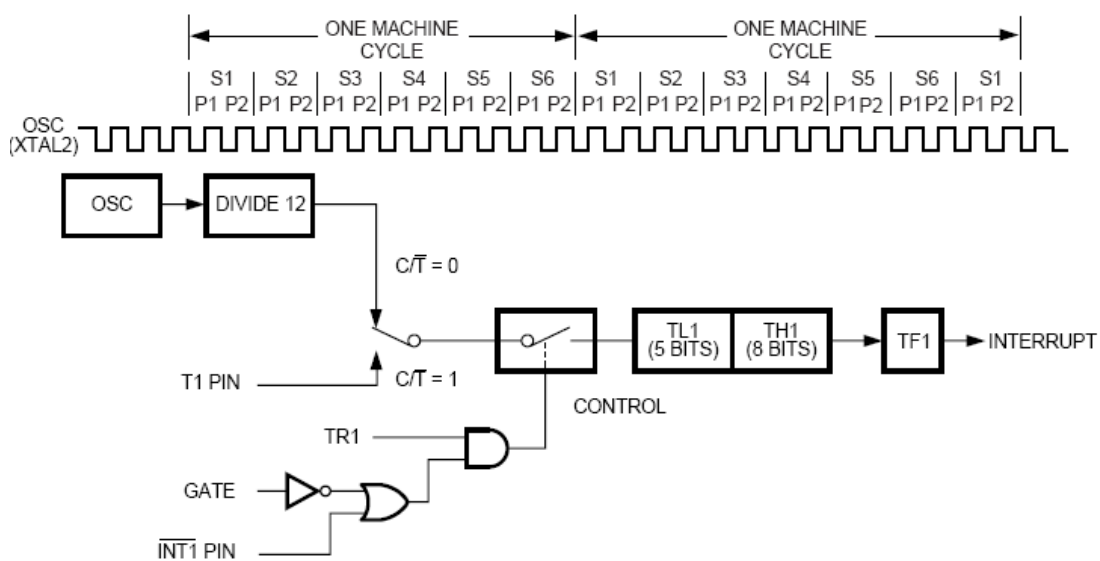 ONE MACHINE CYCLE ONE MACHINE CYCLE
S1 S2 S3 S4 S5 S6 S1 S2 S3 S4 S5 S6 S1
P1 P2 P1 P2 P1 P2 P1 P2 P1 P2 P1 P2 P1 P2 P1 P2 P1 P2 P1 P2 P1P2 P1 P2 P1 P2
OSC
(XTAL2)
OSC DIVIDE 12
C/T̅ = 0
TL1 TH1
(5 BITS) (8 BITS) TF1 INTERRUPT
T1 PIN C/T̅ = 1
CONTROL
TR1
GATE
I̅N̅T̅1̅ PIN